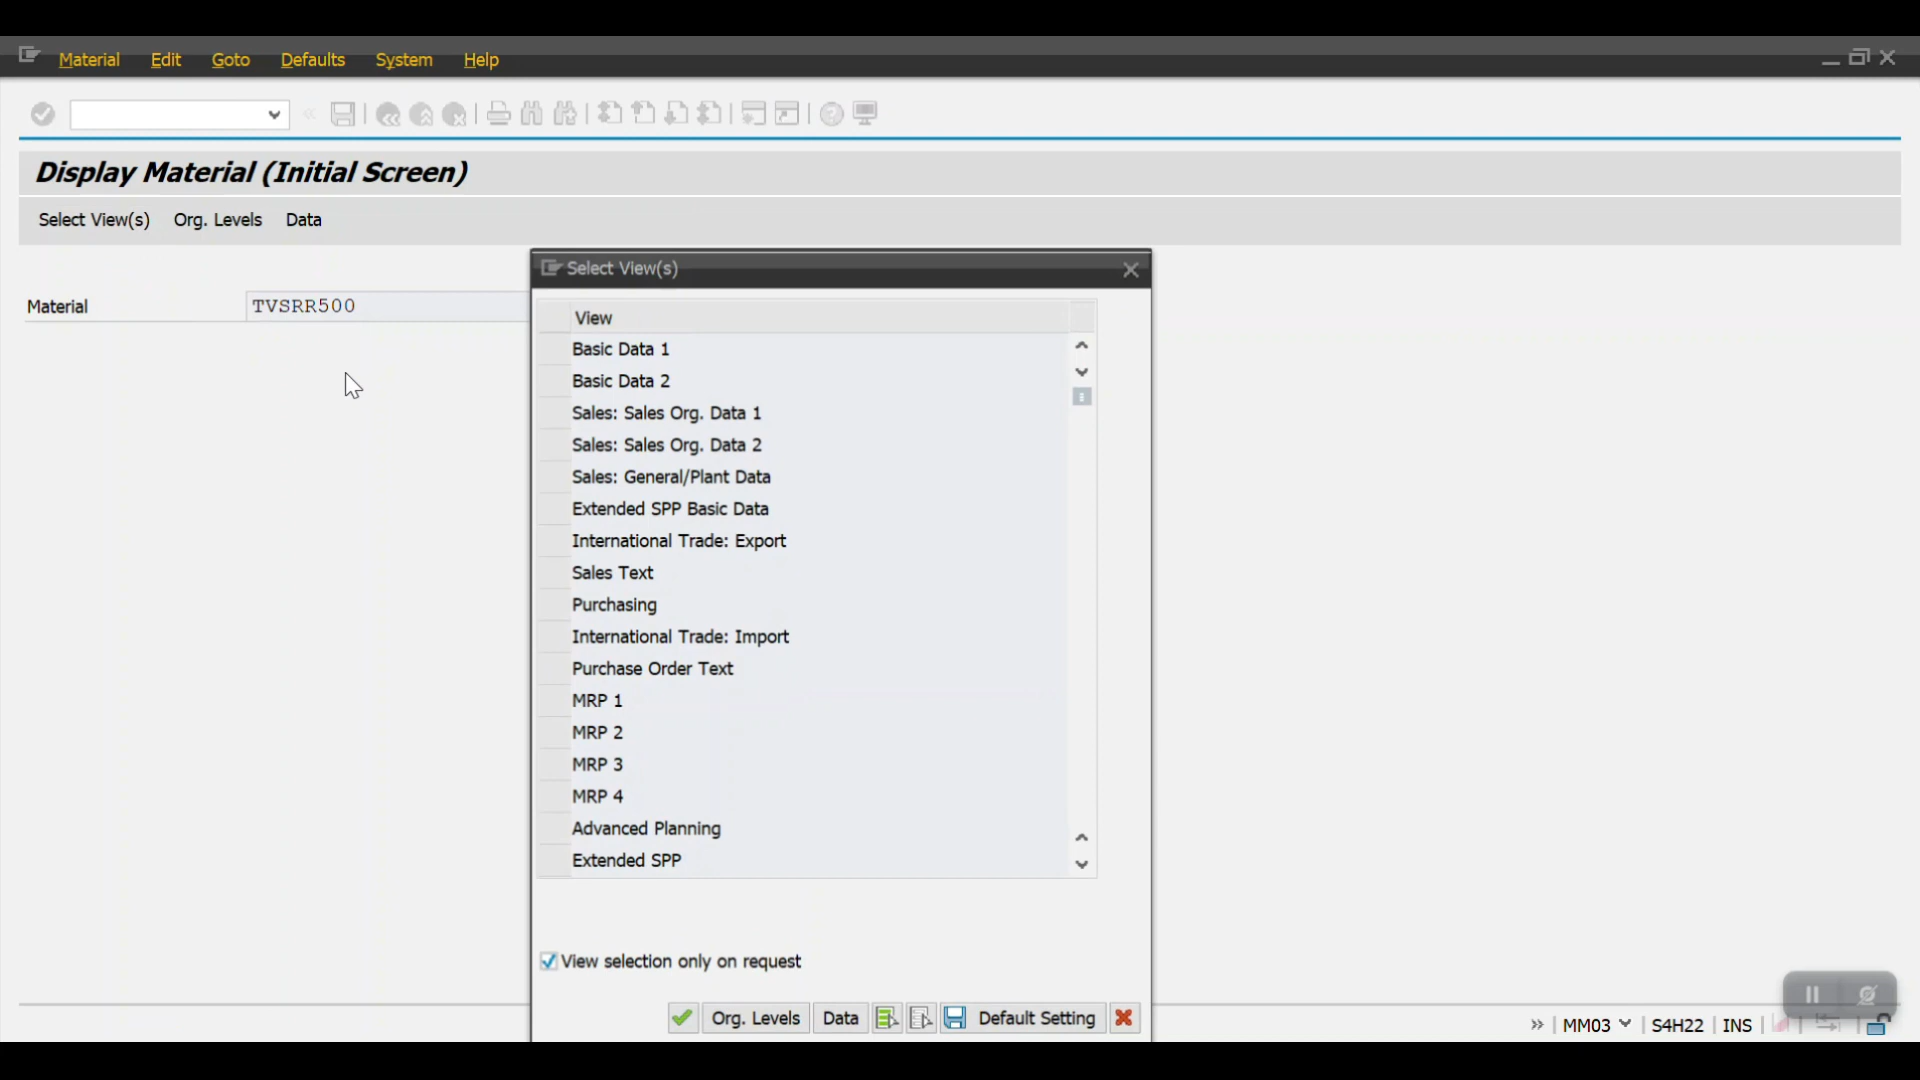 Material Edit Goto Defaults System Help
Display Material (Initial Screen)
Select View(s) Org. Levels Data
Select View(s)
Material TVSRR500
View
Basic Data 1
Basic Data 2
Sales: Sales Org. Data 1
Sales: Sales Org. Data 2
Sales: General/Plant Data
Extended SPP Basic Data
International Trade: Export
Sales Text
Purchasing
International Trade: Import
Purchase Order Text
MRP 1
MRP 2
MRP 3
MRP 4
Advanced Planning
Extended SPP
View selection only on request
Org. Levels Data Default Setting
MM03 S4H22 INS